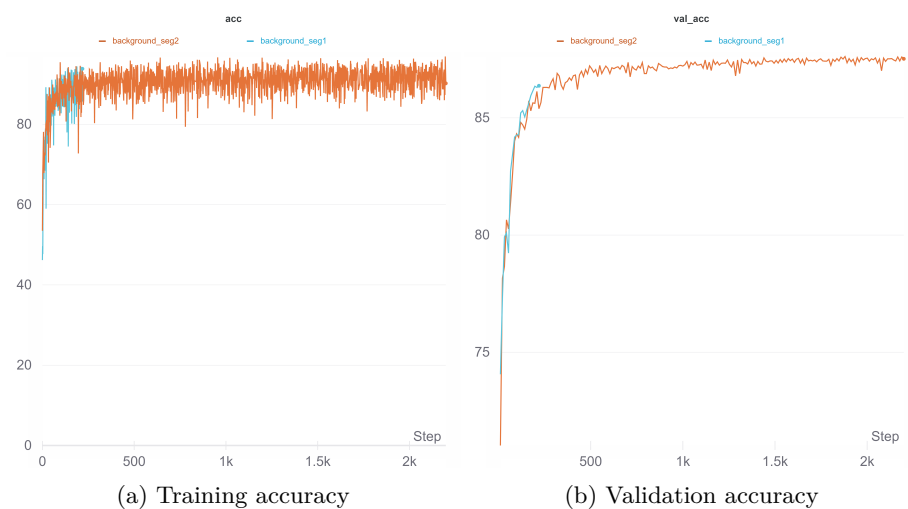 acc
background_seg2 background_seg1
80
60
40
20
0
Step
0 500 1k 1.5k 2k
(a) Training accuracy
val_acc
background_seg2 background_seg1
85
80
75
Step
500 1k 1.5k 2k
(b) Validation accuracy